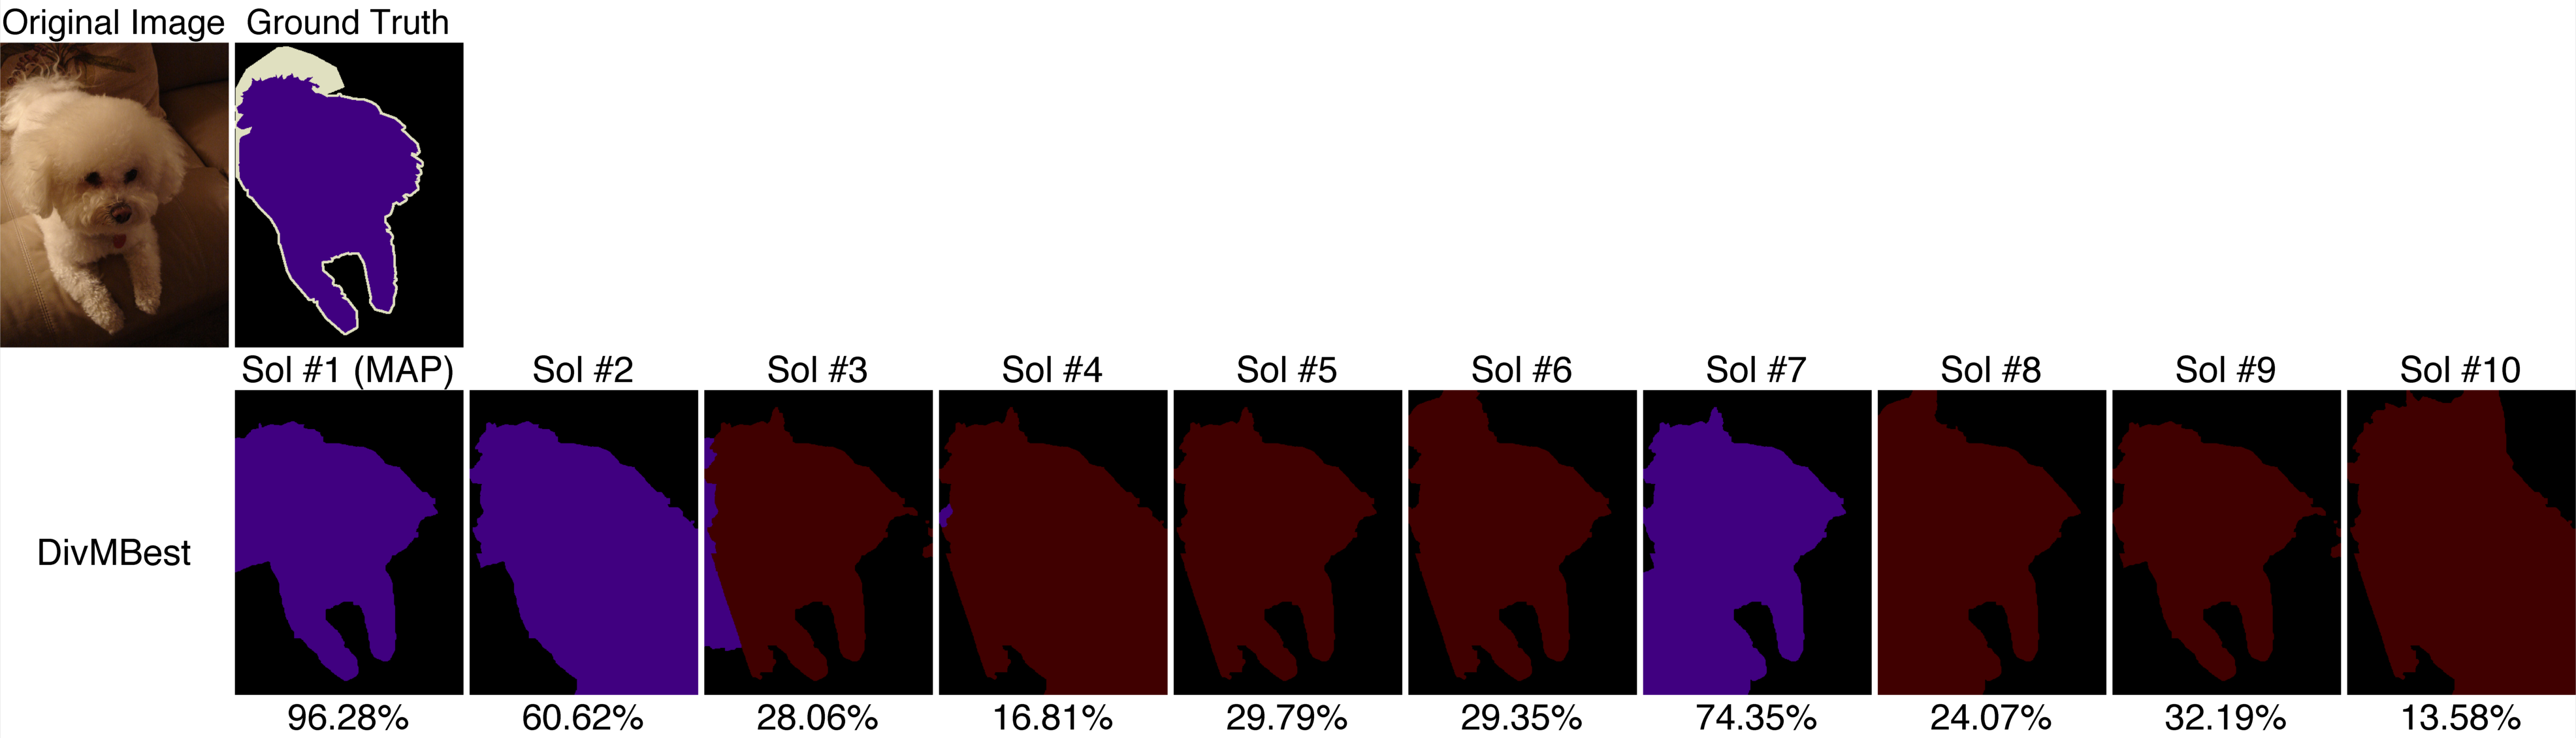 Original Image Ground Truth
Sol #1 (MAP) Sol #2 Sol #3 Sol #4 Sol #5 Sol #6 Sol #7 Sol #8 Sol #9 Sol #10
DivMBest
96.28% 60.62% 28.06% 16.81% 29.79% 29.35% 74.35% 24.07% 32.19% 13.58%